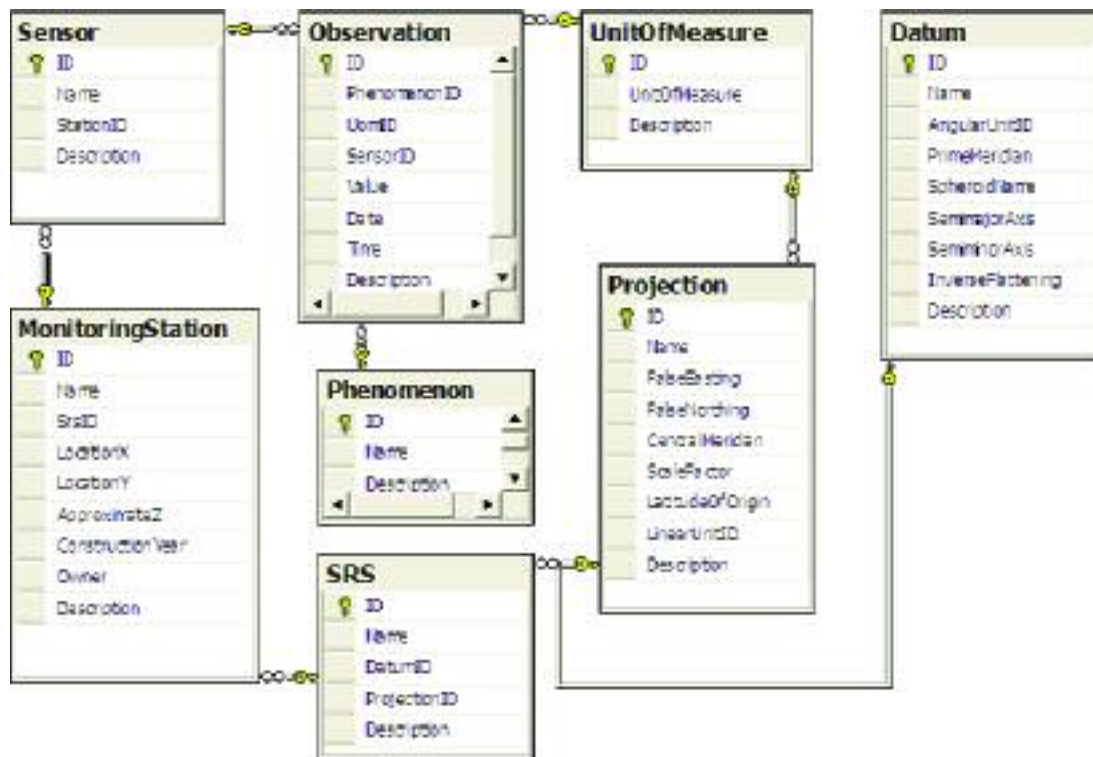 Sensor
ID
Name
StationID
Description
Observation
ID
PhenomenonID
UomID
SensorID
Value
Date
Time
Description
UnitOfMeasure
ID
UnitOfMeasure
Description
Datum
ID
Name
AngularUnitID
PrimeMeridian
SpheroidName
SemimajorAxis
SemiminorAxis
InverseFlattening
Description
MonitoringStation
ID
Name
SrsID
LocationX
LocationY
ApproximateZ
ConstructionYear
Owner
Description
Phenomenon
ID
Name
Description
Projection
ID
Name
FalseEasting
FalseNorthing
CentralMeridian
ScaleFactor
LatitudeOfOrigin
LinearUnitID
Description
SRS
ID
Name
DatumID
ProjectionID
Description